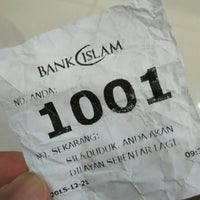 BANK ISLAM
NO. ANDA:
1001
NO. SEKARANG:
SILA DUDUK, ANDA AKAN
DILAYAN SEBENTAR LAGI.
2015-12-21